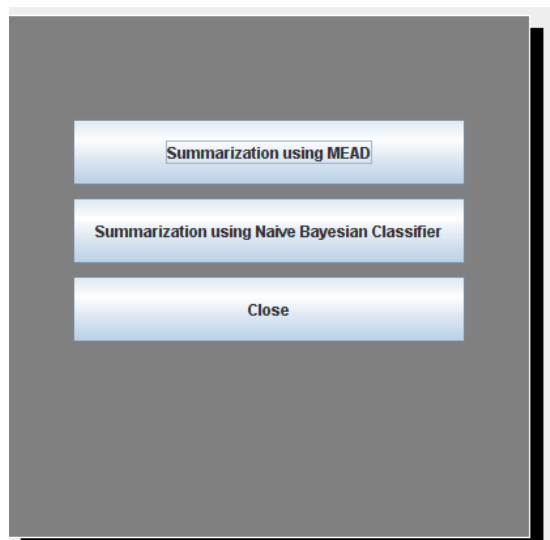 Summarization using MEAD
Summarization using Naive Bayesian Classifier
Close